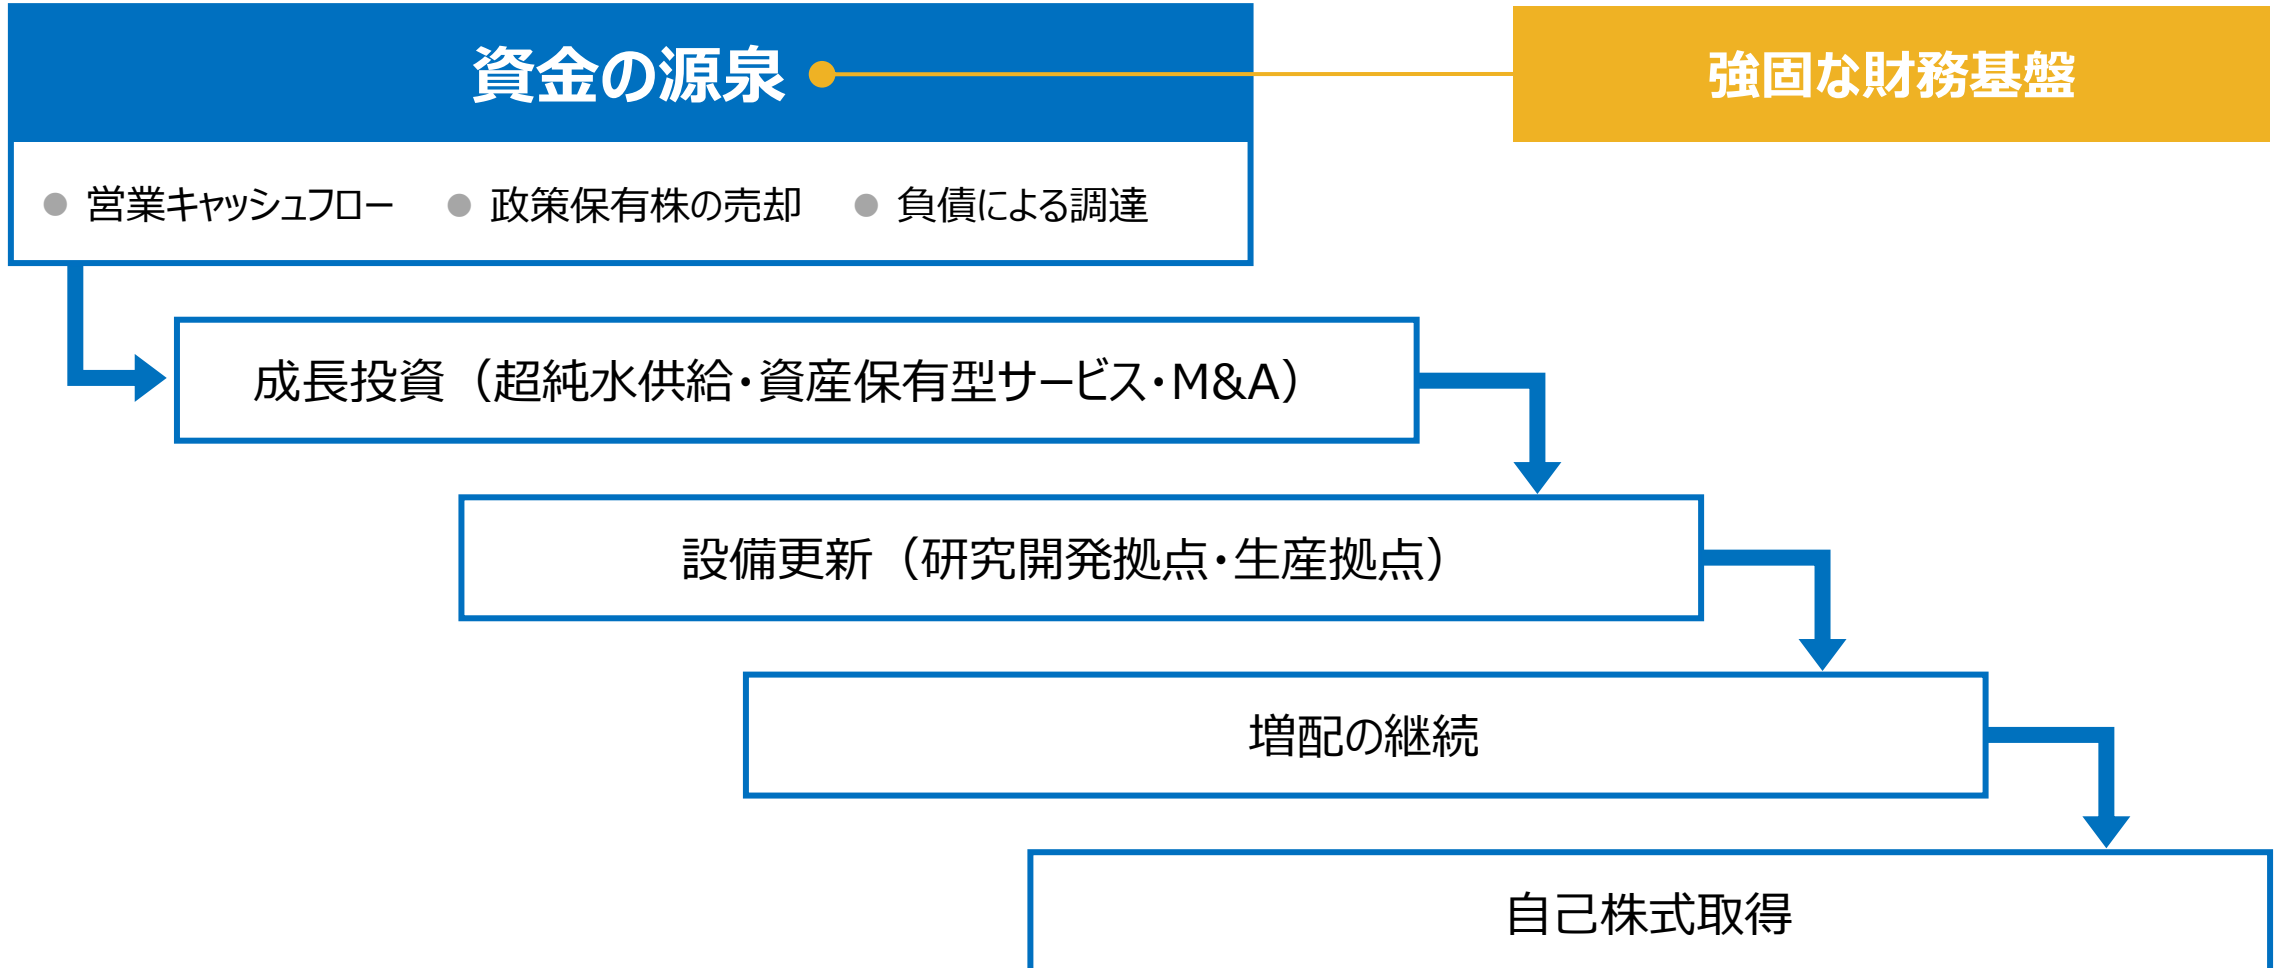 資金の源泉
強固な財務基盤
● 営業キャッシュフロー ● 政策保有株の売却 ● 負債による調達
成長投資（超純水供給・資産保有型サービス・M&A）
設備更新（研究開発拠点・生産拠点）
増配の継続
自己株式取得